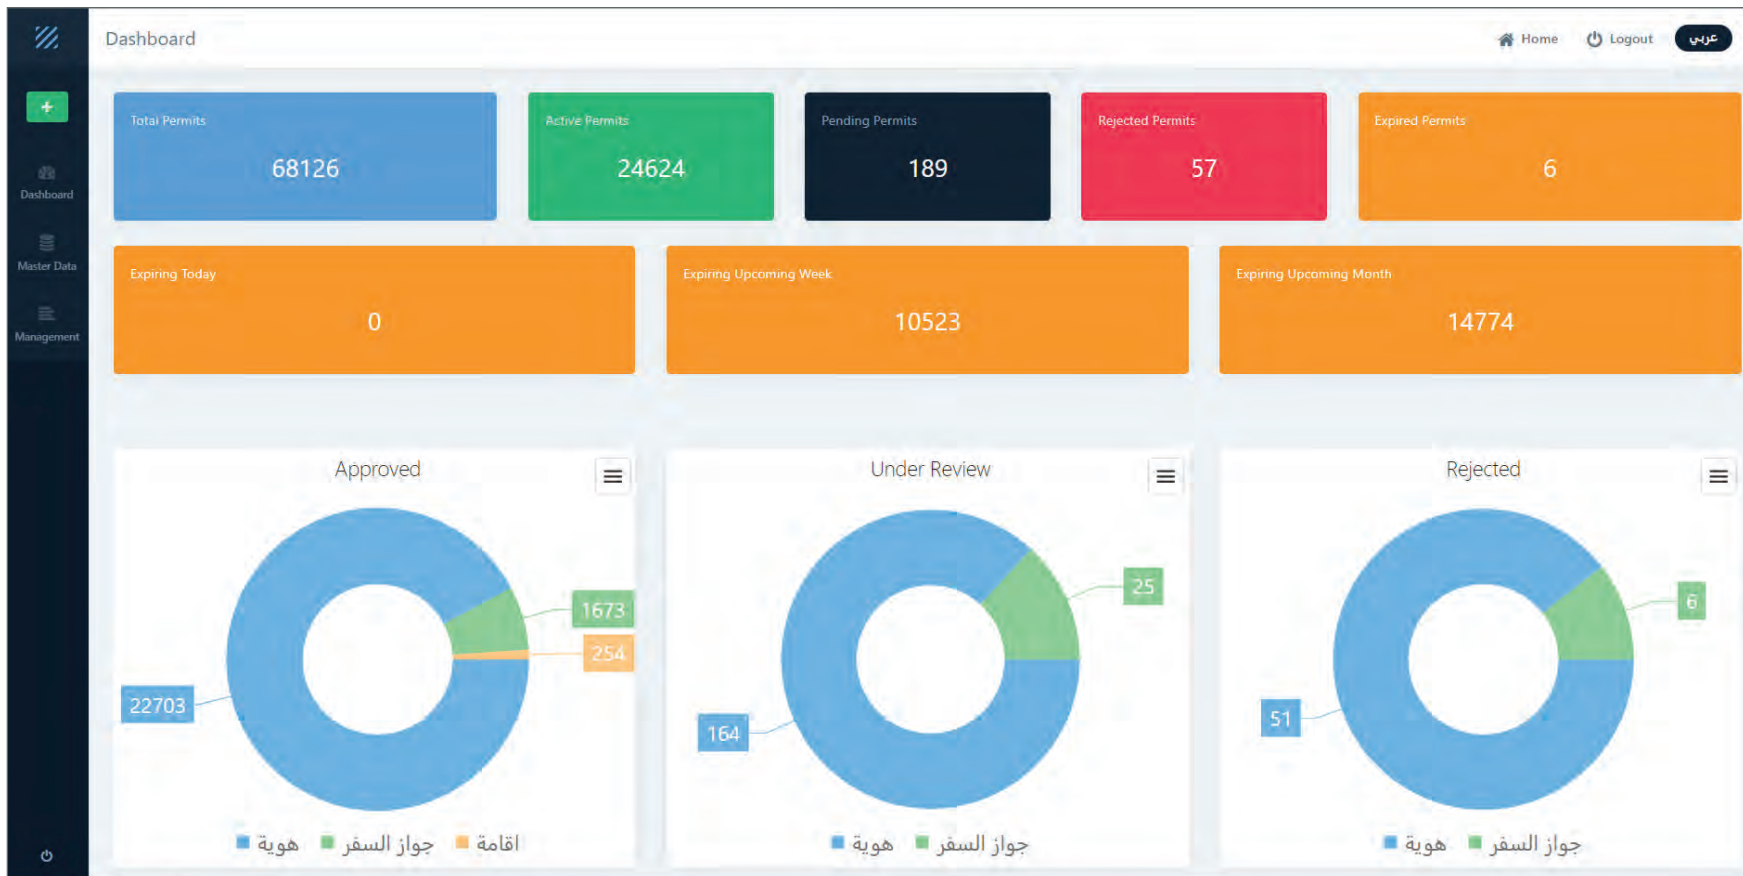 Dashboard
Home
Logout
عربي
Total Permits
68126
Active Permits
24624
Pending Permits
189
Rejected Permits
57
Expired Permits
6
Dashboard
Master Data
Management
Expiring Today
0
Expiring Upcoming Week
10523
Expiring Upcoming Month
14774
Approved
1673
254
22703
هوية جواز السفر اقامة
Under Review
25
164
هوية جواز السفر
Rejected
6
51
هوية جواز السفر